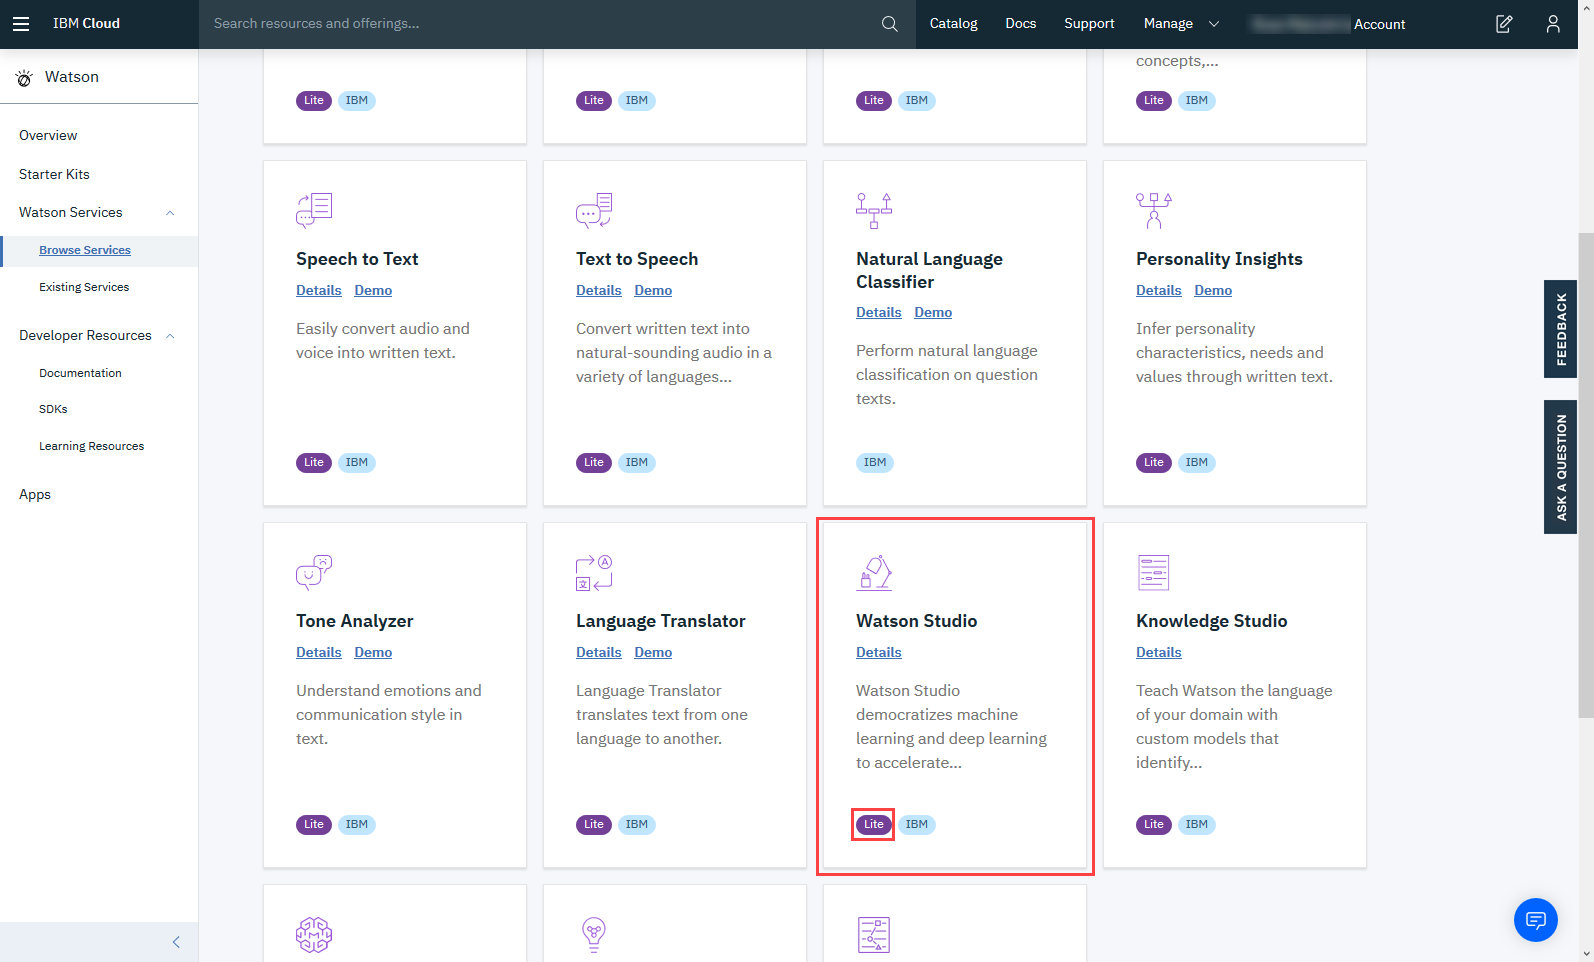 IBM Cloud
Search resources and offerings...
Catalog
Docs
Support
Manage
Account
Watson
Overview
Starter Kits
Watson Services
Browse Services
Existing Services
Developer Resources
Documentation
SDKs
Learning Resources
Apps
concepts,...
Lite IBM
Lite IBM
Lite IBM
Lite IBM
Speech to Text
Details Demo
Easily convert audio and
voice into written text.
Lite IBM
Text to Speech
Details Demo
Convert written text into
natural-sounding audio in a
variety of languages...
Lite IBM
Natural Language
Classifier
Details Demo
Perform natural language
classification on question
texts.
IBM
Personality Insights
Details Demo
Infer personality
characteristics, needs and
values through written text.
Lite IBM
Tone Analyzer
Details Demo
Understand emotions and
communication style in
text.
Lite IBM
Language Translator
Details Demo
Language Translator
translates text from one
language to another.
Lite IBM
Watson Studio
Details
Watson Studio
democratizes machine
learning and deep learning
to accelerate...
Lite IBM
Knowledge Studio
Details
Teach Watson the language
of your domain with
custom models that
identify...
Lite IBM
FEEDBACK
ASK A QUESTION